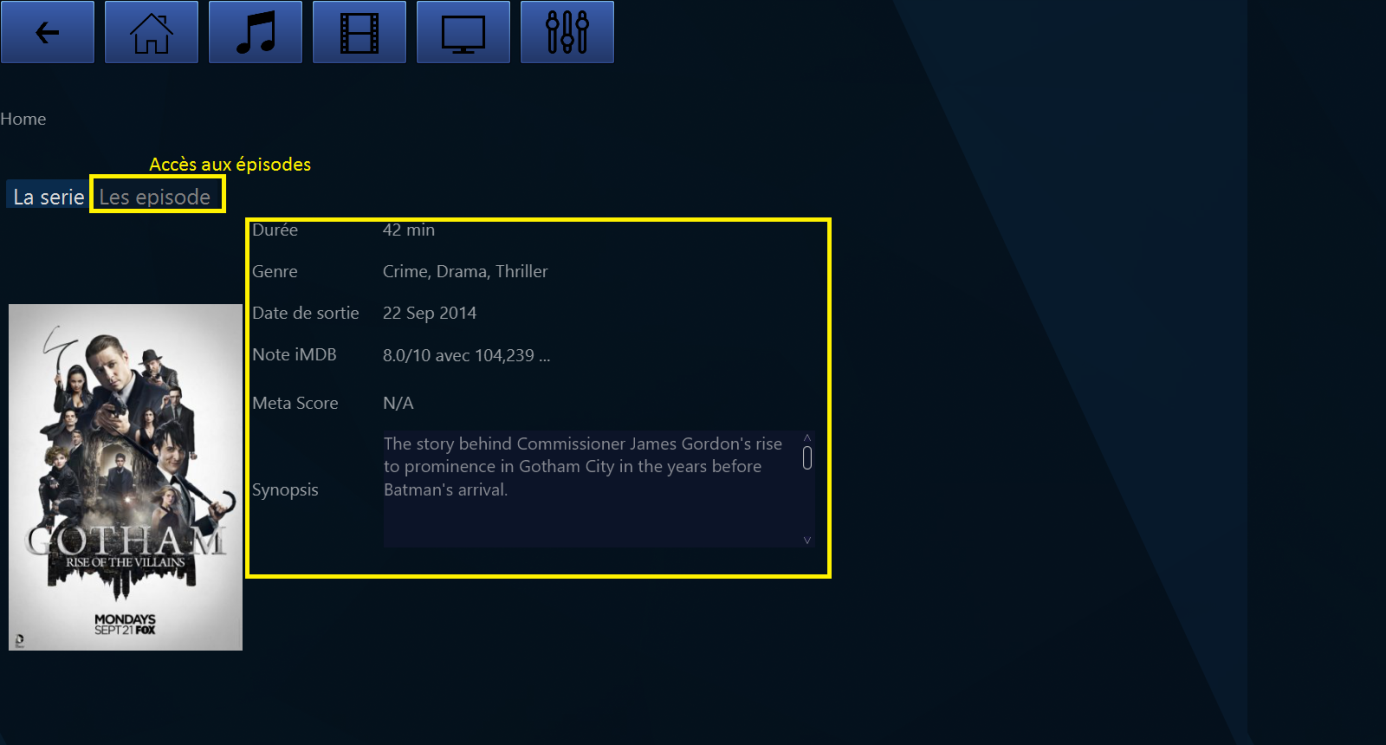 Home
Accès aux épisodes
La serie Les episode
Durée 42 min
Genre Crime, Drama, Thriller
Date de sortie 22 Sep 2014
Note iMDB 8.0/10 avec 104,239 ...
Meta Score N/A
Synopsis
The story behind Commissioner James Gordon's rise
to prominence in Gotham City in the years before
Batman's arrival.
GOTHAM
RISE OF THE VILLAINS
MONDAYS
SEPT 21 FOX